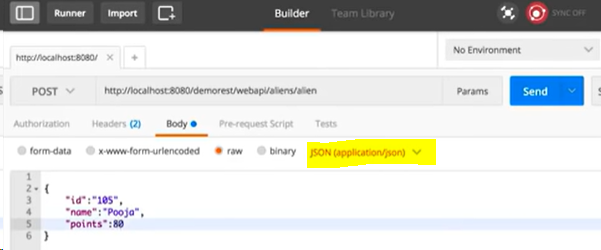 Runner Import Builder Team Library SYNC OFF
http://localhost:8080/ No Environment
POST http://localhost:8080/demorest/webapi/aliens/alien Params Send
Authorization Headers (2) Body Pre-request Script Tests
form-data x-www-form-urlencoded raw binary JSON (application/json)
1
2 {
3 "id":"105",
4 "name":"Pooja",
5 "points":80
6 }